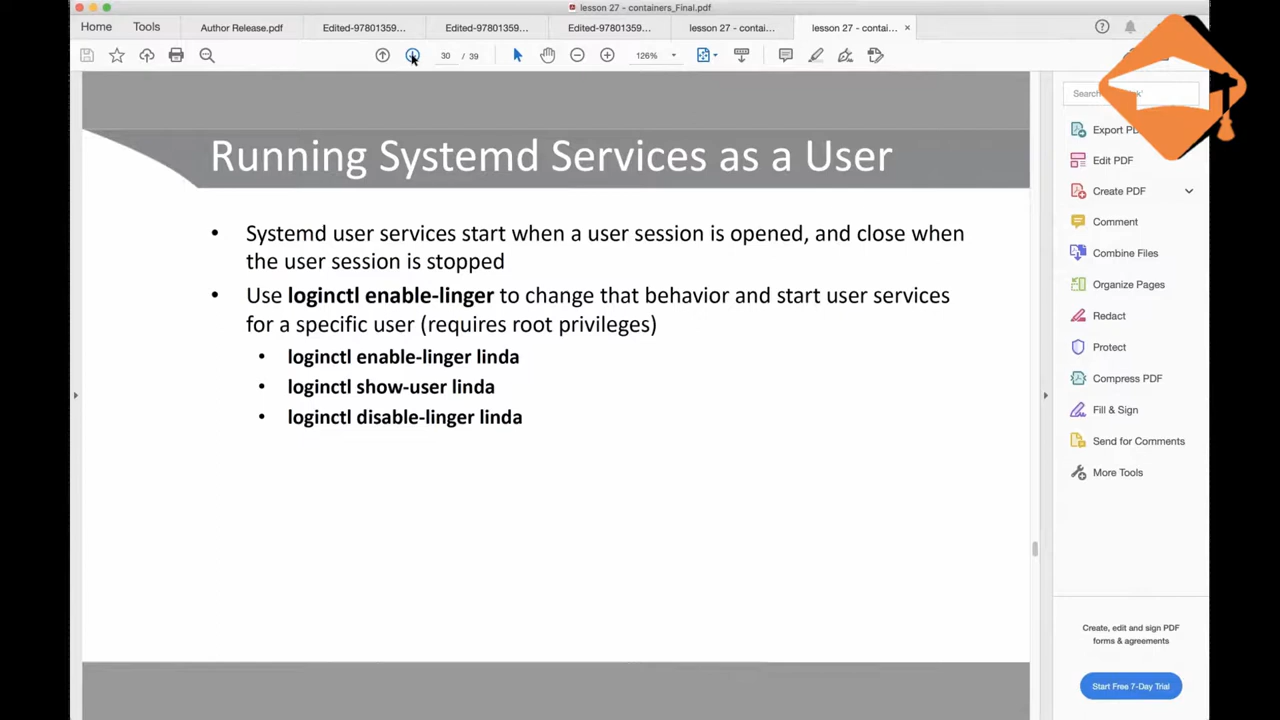 lesson 27 - containers_Final.pdf
Home Tools Author Release.pdf Edited-97801359... Edited-97801359... Edited-97801359... lesson 27 - containi... lesson 27 - contai... ×
30 / 39 126%
Running Systemd Services as a User
• Systemd user services start when a user session is opened, and close when
the user session is stopped
• Use loginctl enable-linger to change that behavior and start user services
for a specific user (requires root privileges)
• loginctl enable-linger linda
• loginctl show-user linda
• loginctl disable-linger linda
Search
Export PD
Edit PDF
Create PDF
Comment
Combine Files
Organize Pages
Redact
Protect
Compress PDF
Fill & Sign
Send for Comments
More Tools
Create, edit and sign PDF
forms & agreements
Start Free 7-Day Trial